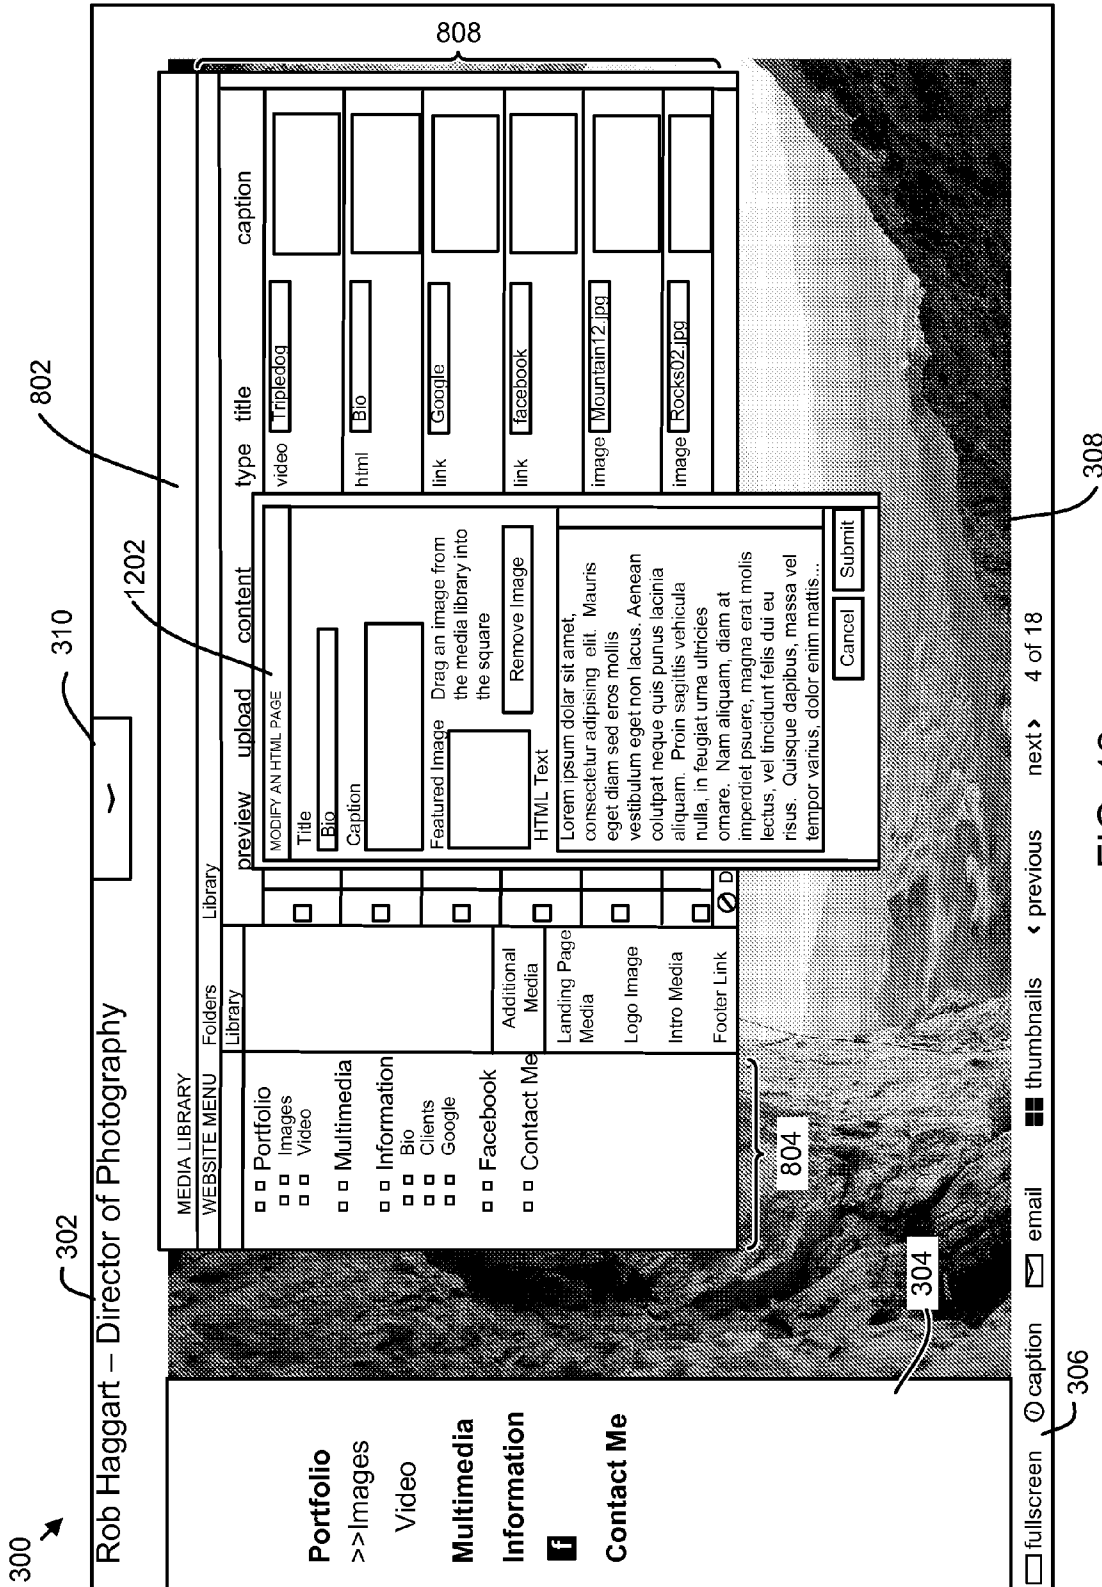 300
302
310
802
808
Rob Haggart – Director of Photography
1202
MEDIA LIBRARY
WEBSITE MENU
Folders
Library
Library
preview
upload
content
type
title
caption
Portfolio
Images
Video
Multimedia
Information
Bio
Clients
Google
Facebook
Contact Me
Additional
Media
Landing Page
Media
Logo Image
Intro Media
Footer Link
D
MODIFY AN HTML PAGE
Title
Bio
Caption
Featured Image
Drag an image from
the media library into
the square
Remove Image
HTML Text
Lorem ipsum dolar sit amet,
consectetur adipising elit. Mauris
eget diam sed eros mollis
vestibulum eget non lacus. Aenean
colutpat neque quis punus lacinia
aliquam. Proin sagittis vehicula
nulla, in feugiat urna ultricies
ornare. Nam aliquam, diam at
imperdiet psuere, magna erat molis
lectus, vel tincidunt felis dui eu
risus. Quisque dapibus, massa vel
tempor varius, dolor enim mattis...
Cancel
Submit
video
Tripledog
html
Bio
link
Google
link
facebook
image
Mountain12.jpg
image
Rocks02.jpg
804
304
Portfolio
>>Images
Video
Multimedia
Information
f
Contact Me
fullscreen
i caption
email
thumbnails
‹ previous
next ›
4 of 18
306
308